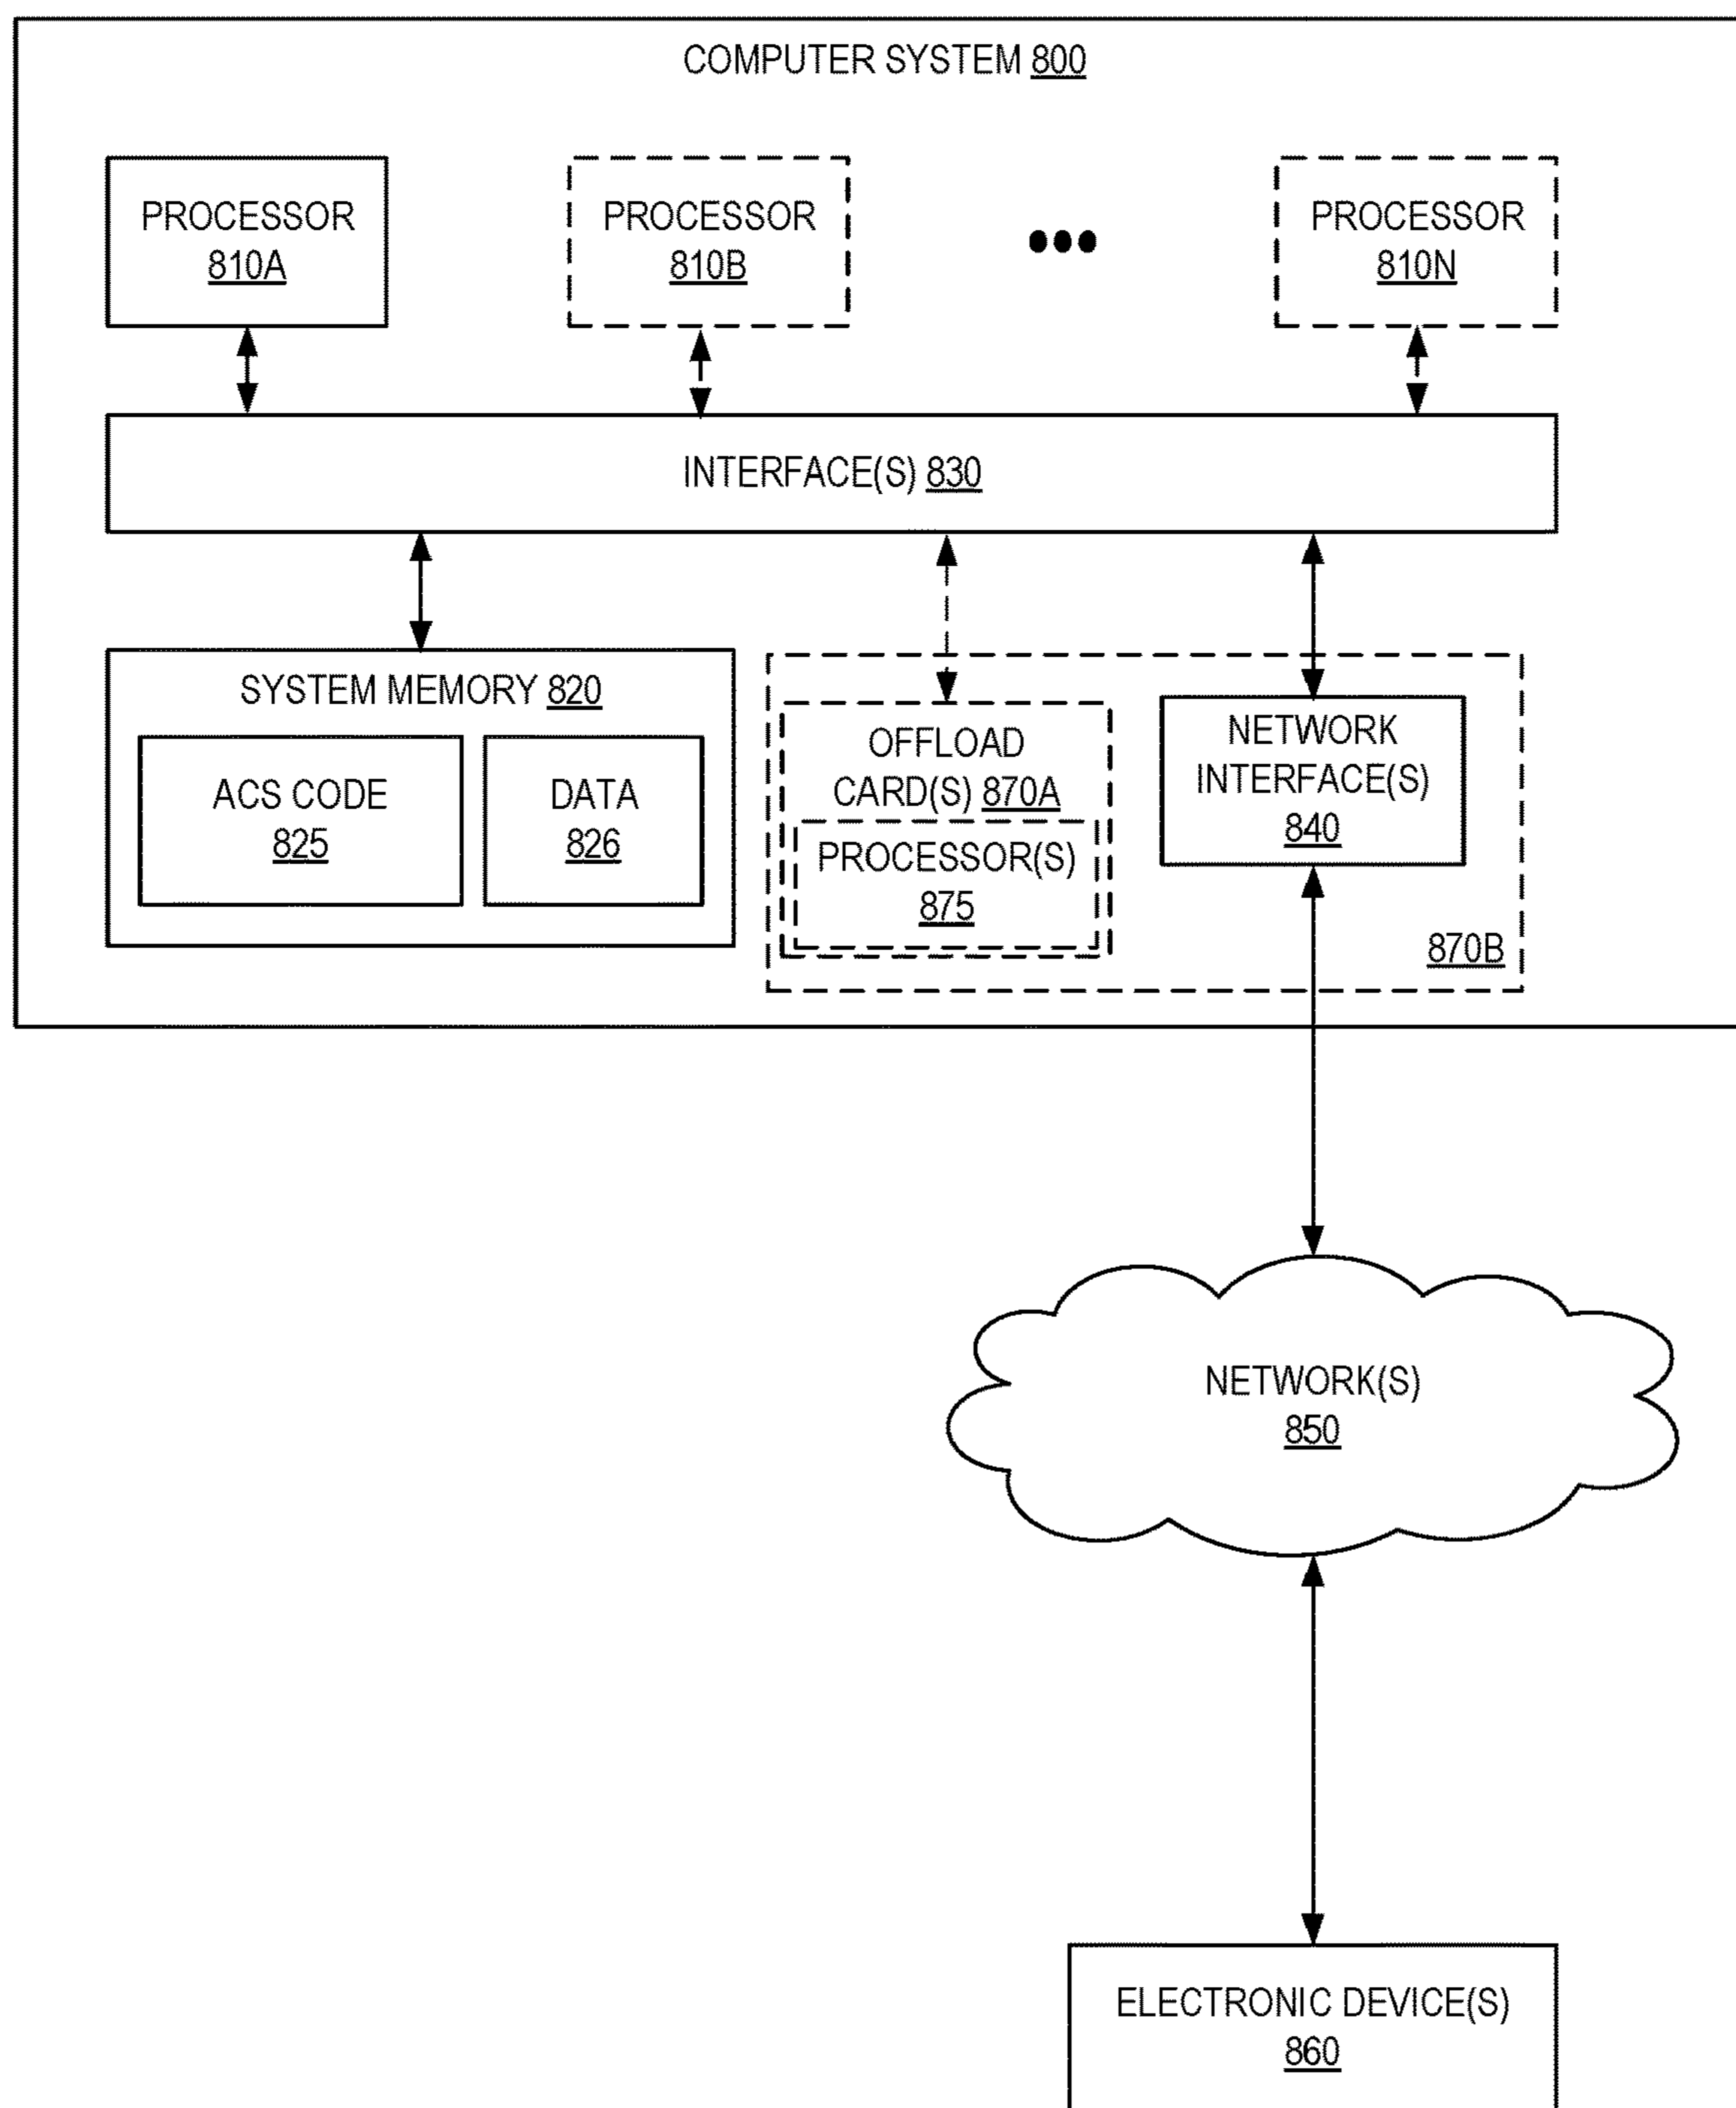 COMPUTER SYSTEM 800
PROCESSOR
810A
PROCESSOR
810B
PROCESSOR
810N
INTERFACE(S) 830
SYSTEM MEMORY 820
ACS CODE
825
DATA
826
OFFLOAD
CARD(S) 870A
PROCESSOR(S)
875
NETWORK
INTERFACE(S)
840
870B
NETWORK(S)
850
ELECTRONIC DEVICE(S)
860